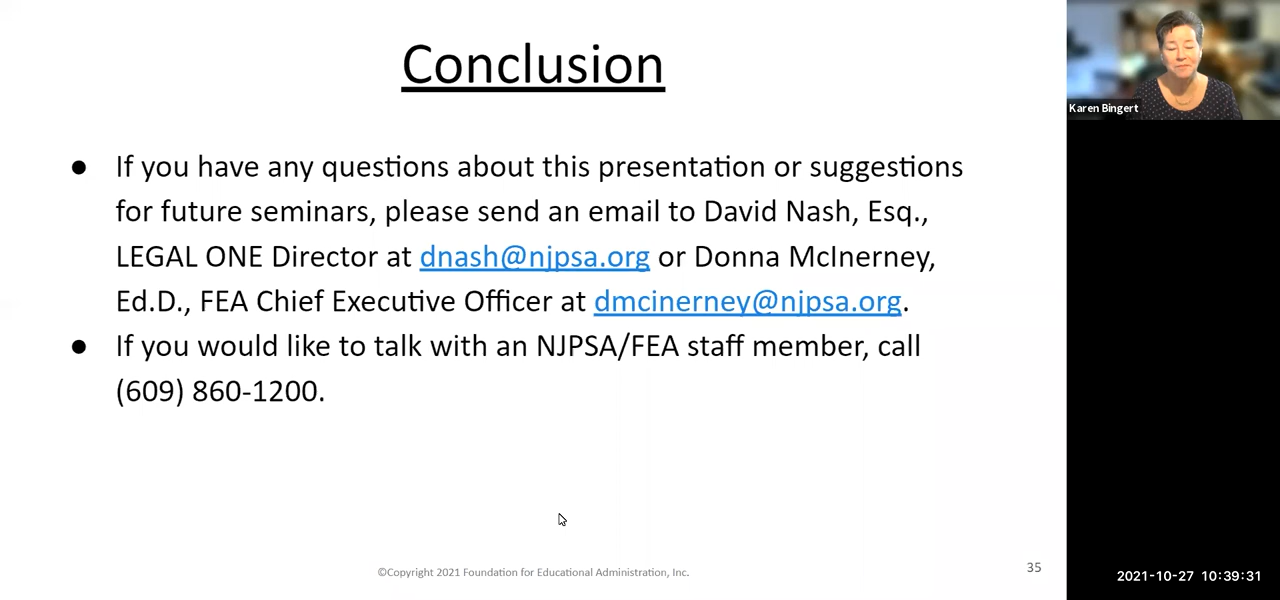 Conclusion
● If you have any questions about this presentation or suggestions
for future seminars, please send an email to David Nash, Esq.,
LEGAL ONE Director at dnash@njpsa.org or Donna McInerney,
Ed.D., FEA Chief Executive Officer at dmcinerney@njpsa.org.
● If you would like to talk with an NJPSA/FEA staff member, call
(609) 860-1200.
©Copyright 2021 Foundation for Educational Administration, Inc.
35
Karen Bingert
2021-10-27 10:39:31